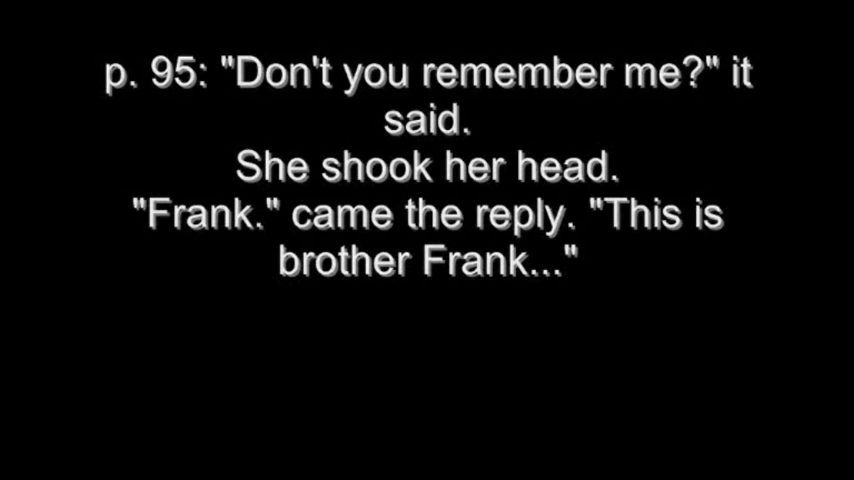 p. 95: "Don't you remember me?" it
said.
She shook her head.
"Frank." came the reply. "This is
brother Frank..."